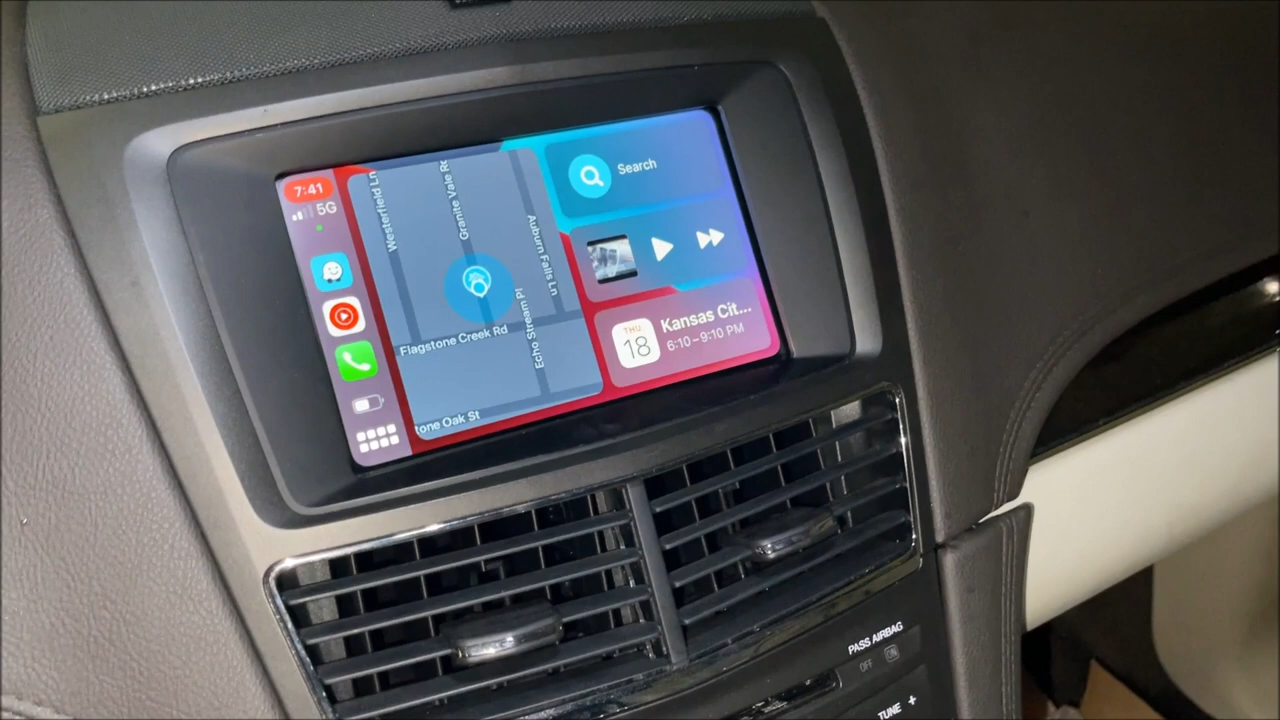 7:41
5G
Westerfield Ln
Granite Vale Rd
Auburn Falls Ln
Echo Stream Pl
Flagstone Creek Rd
tone Oak St
Search
THU
18
Kansas Cit...
6:10–9:10 PM
PASS AIRBAG
OFF
ON
TUNE +